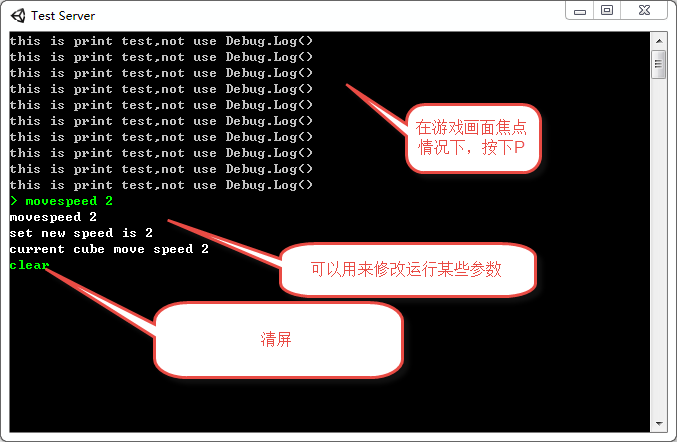 Test Server
this is print test,not use Debug.Log()
this is print test,not use Debug.Log()
this is print test,not use Debug.Log()
this is print test,not use Debug.Log()
this is print test,not use Debug.Log()
this is print test,not use Debug.Log()
this is print test,not use Debug.Log()
this is print test,not use Debug.Log()
this is print test,not use Debug.Log()
this is print test,not use Debug.Log()
> movespeed 2
movespeed 2
set new speed is 2
current cube move speed 2
clear
在游戏画面焦点
情况下，按下P
可以用来修改运行某些参数
清屏